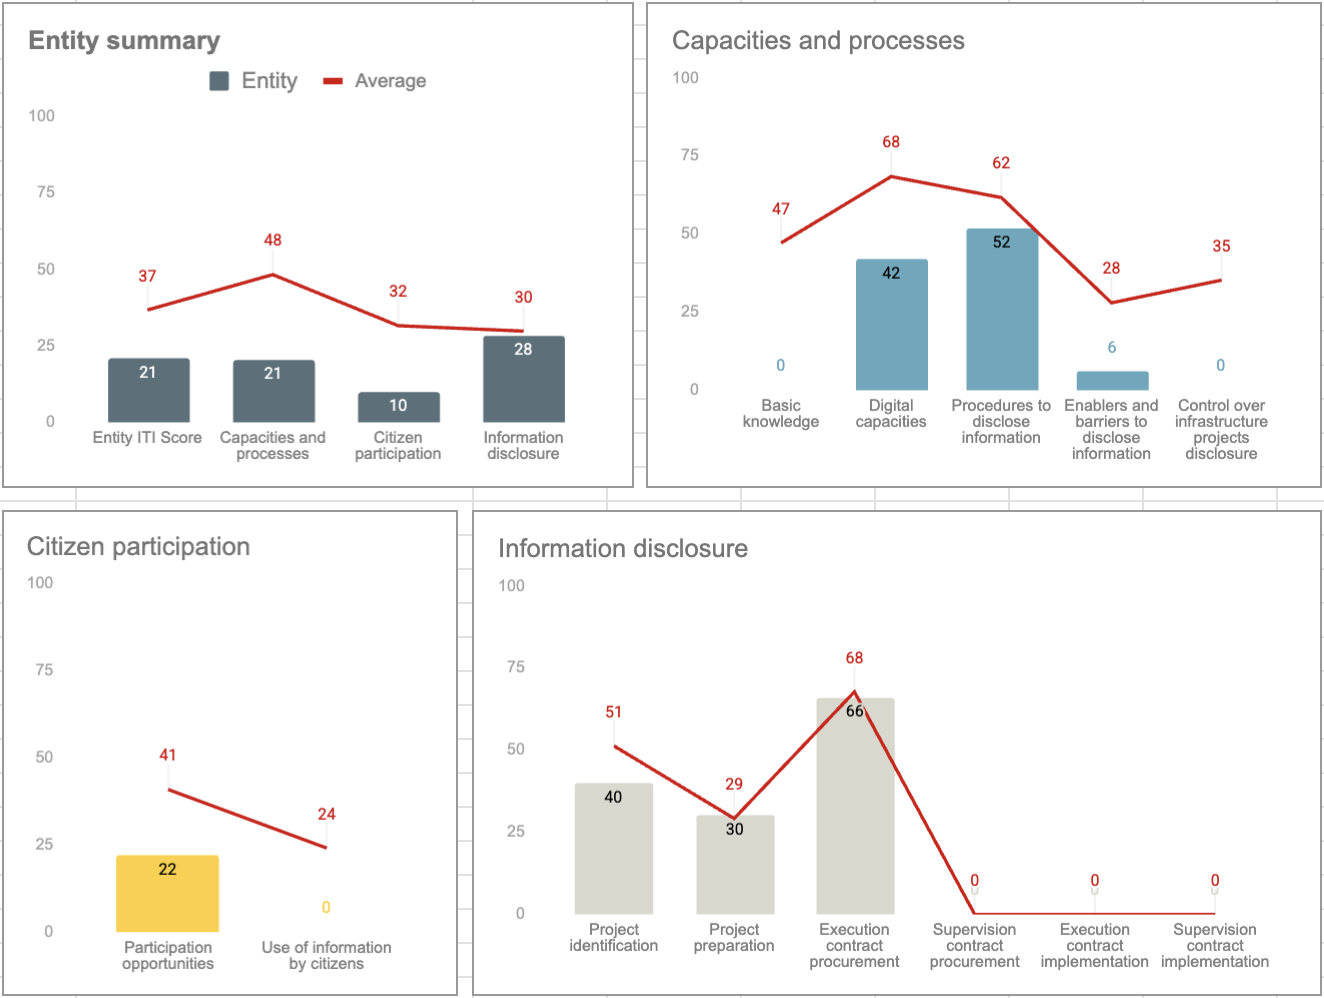 Entity summary
Entity
Average
100
75
50
25
0
37
48
32
30
21
21
10
28
Entity ITI Score
Capacities and
processes
Citizen
participation
Information
disclosure
Capacities and processes
100
75
50
25
0
47
68
62
28
35
0
42
52
6
0
Basic
knowledge
Digital
capacities
Procedures to
disclose
information
Enablers and
barriers to
disclose
information
Control over
infrastructure
projects
disclosure
Citizen participation
100
75
50
25
0
41
24
22
0
Participation
opportunities
Use of information
by citizens
Information disclosure
100
75
50
25
0
51
29
68
0
0
0
40
30
66
0
0
0
Project
identification
Project
preparation
Execution
contract
procurement
Supervision
contract
procurement
Execution
contract
implementation
Supervision
contract
implementation